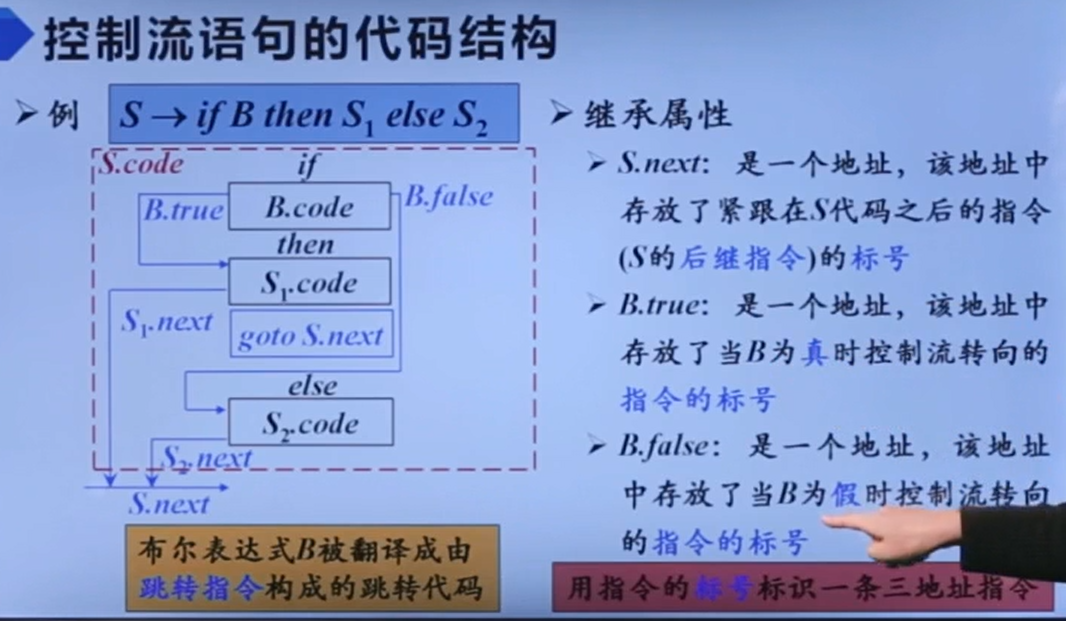 控制流语句的代码结构
➢ 例 S → if B then S₁ else S₂
S.code
if
B.true
B.code
B.false
then
S₁.code
S₁.next
goto S.next
else
S₂.code
S₂.next
S.next
布尔表达式B被翻译成由
跳转指令构成的跳转代码
➢ 继承属性
➢ S.next: 是一个地址，该地址中
存放了紧跟在S代码之后的指令
(S的后继指令)的标号
➢ B.true: 是一个地址，该地址中
存放了当B为真时控制流转向的
指令的标号
➢ B.false: 是一个地址，该地址
中存放了当B为假时控制流转向
的指令的标号
用指令的标号标识一条三地址指令